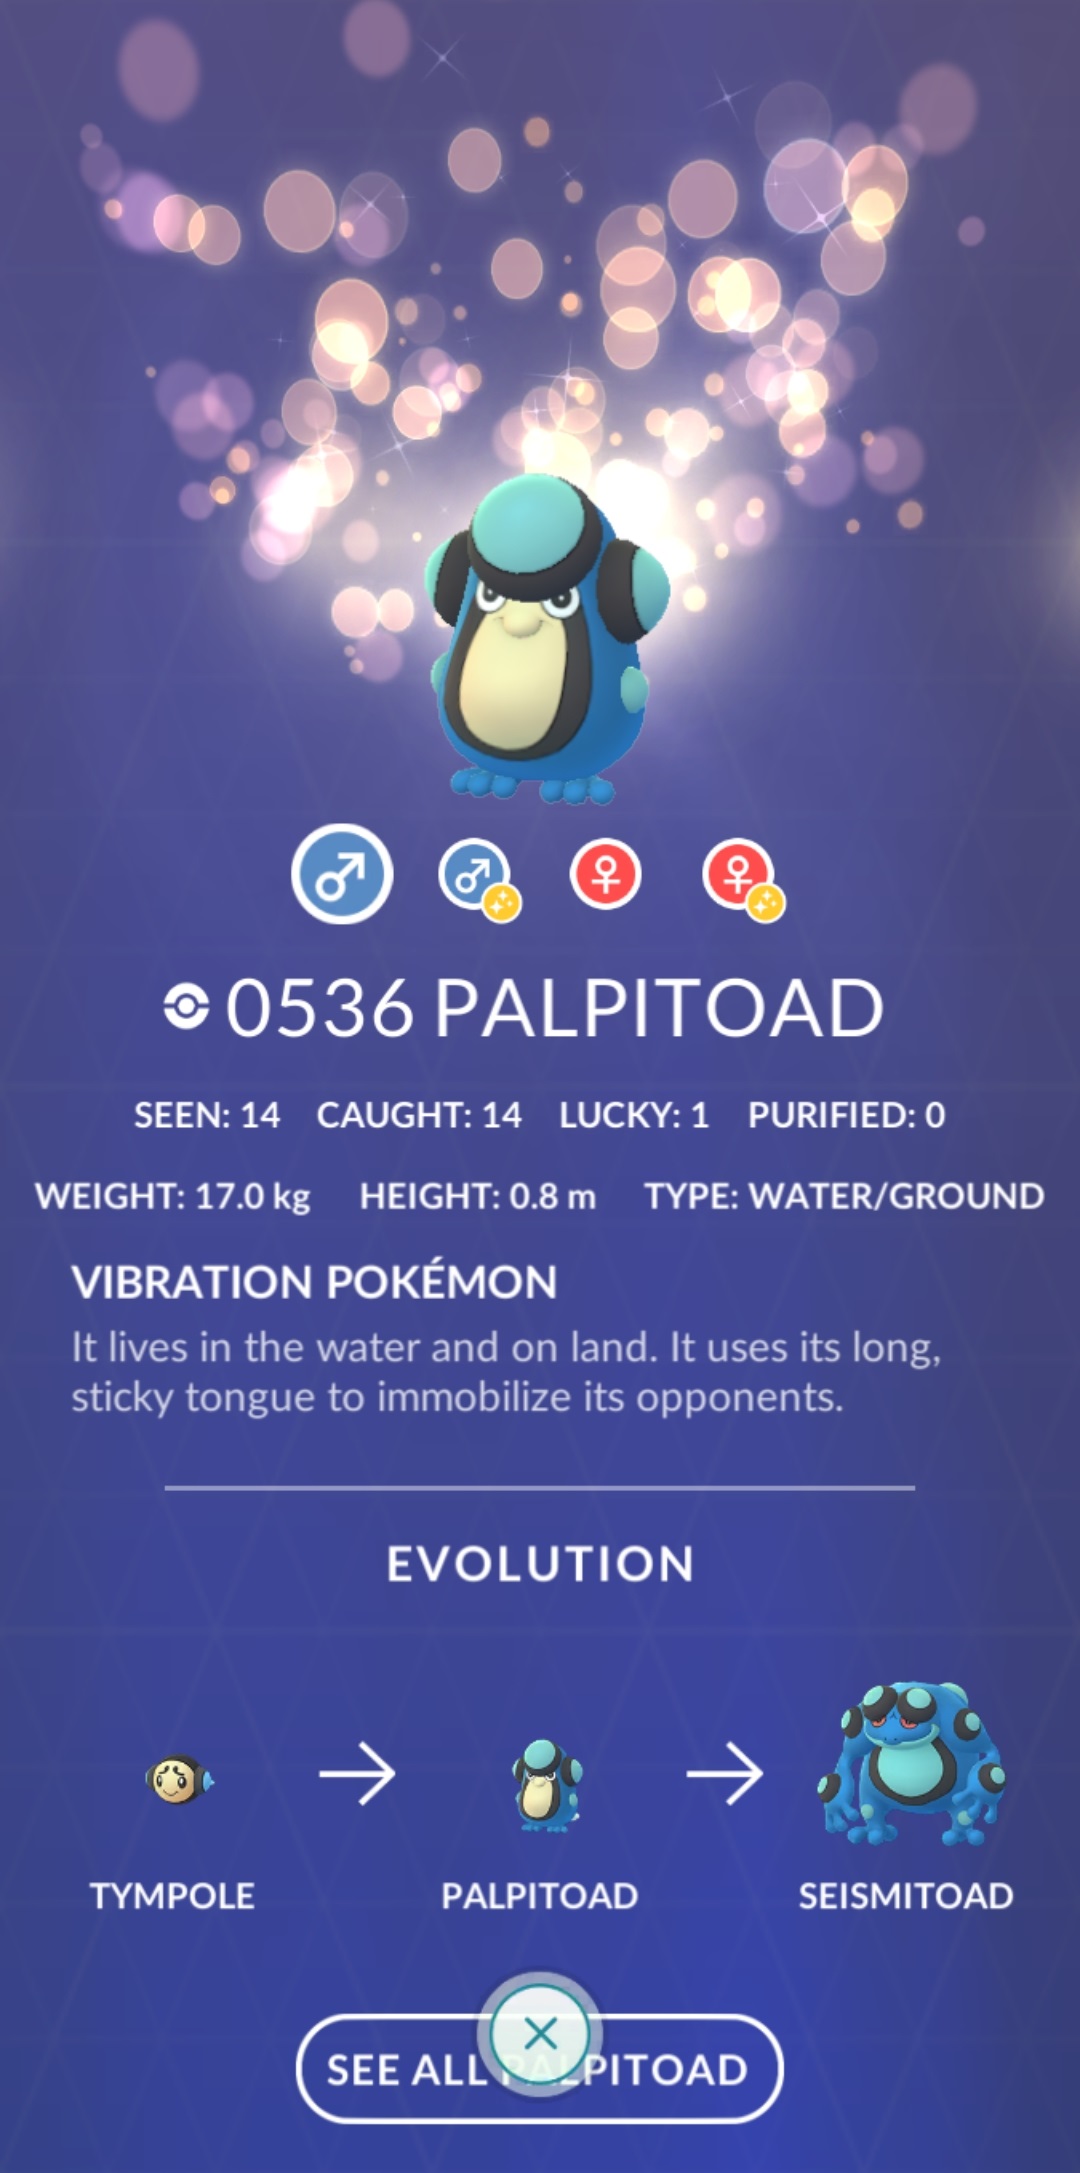 0536 PALPITOAD
SEEN: 14 CAUGHT: 14 LUCKY: 1 PURIFIED: 0
WEIGHT: 17.0 kg HEIGHT: 0.8 m TYPE: WATER/GROUND
VIBRATION POKÉMON
It lives in the water and on land. It uses its long,
sticky tongue to immobilize its opponents.
EVOLUTION
TYMPOLE PALPITOAD SEISMITOAD
SEE ALL PALPITOAD